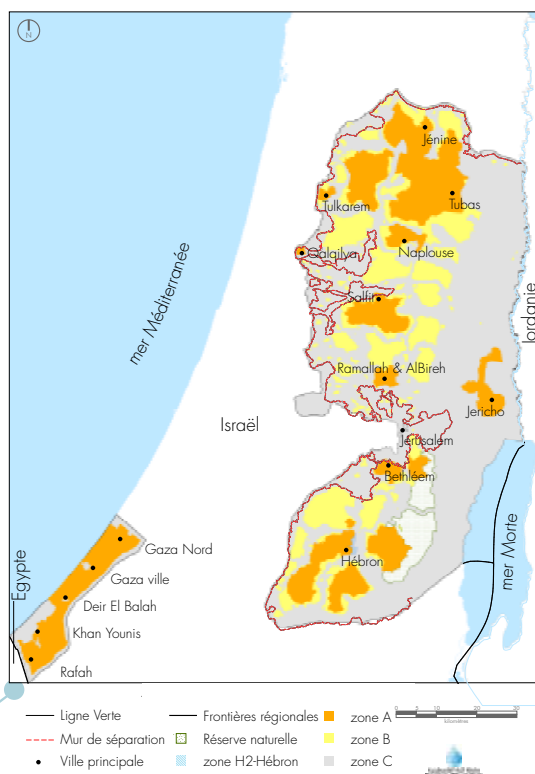 N
Jénine
Tulkarem
Tubas
Qalqilya
Naplouse
mer Méditerranée
Salfit
Jordanie
Ramallah & AlBireh
Jericho
Israël
Jérusalem
Bethléem
Gaza Nord
Hébron
mer Morte
Egypte
Gaza ville
Deir El Balah
Khan Younis
Rafah
Ligne Verte
Frontières régionales
zone A
0 5 10 20 30
kilomètres
Mur de séparation
Réserve naturelle
zone B
Ville principale
zone H2-Hébron
zone C